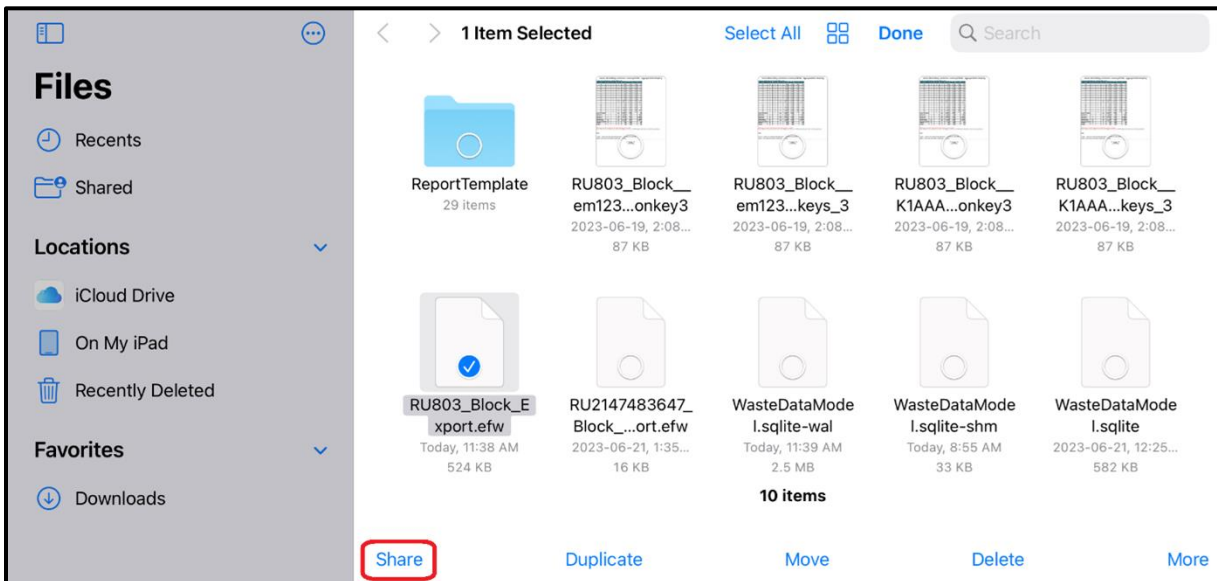 1 Item Selected
Select All
Done
Search
Files
Recents
Shared
Locations
iCloud Drive
On My iPad
Recently Deleted
Favorites
Downloads
ReportTemplate
29 items
RU803_Block__
em123...onkey3
2023-06-19, 2:08...
87 KB
RU803_Block__
em123...keys_3
2023-06-19, 2:08...
87 KB
RU803_Block__
K1AAA...onkey3
2023-06-19, 2:08...
87 KB
RU803_Block__
K1AAA...keys_3
2023-06-19, 2:08...
87 KB
RU803_Block_E
xport.efw
Today, 11:38 AM
524 KB
RU2147483647_
Block_...ort.efw
2023-06-21, 1:35...
16 KB
WasteDataMode
l.sqlite-wal
Today, 11:39 AM
2.5 MB
WasteDataMode
l.sqlite-shm
Today, 8:55 AM
33 KB
WasteDataMode
l.sqlite
2023-06-21, 12:25...
582 KB
10 items
Share
Duplicate
Move
Delete
More